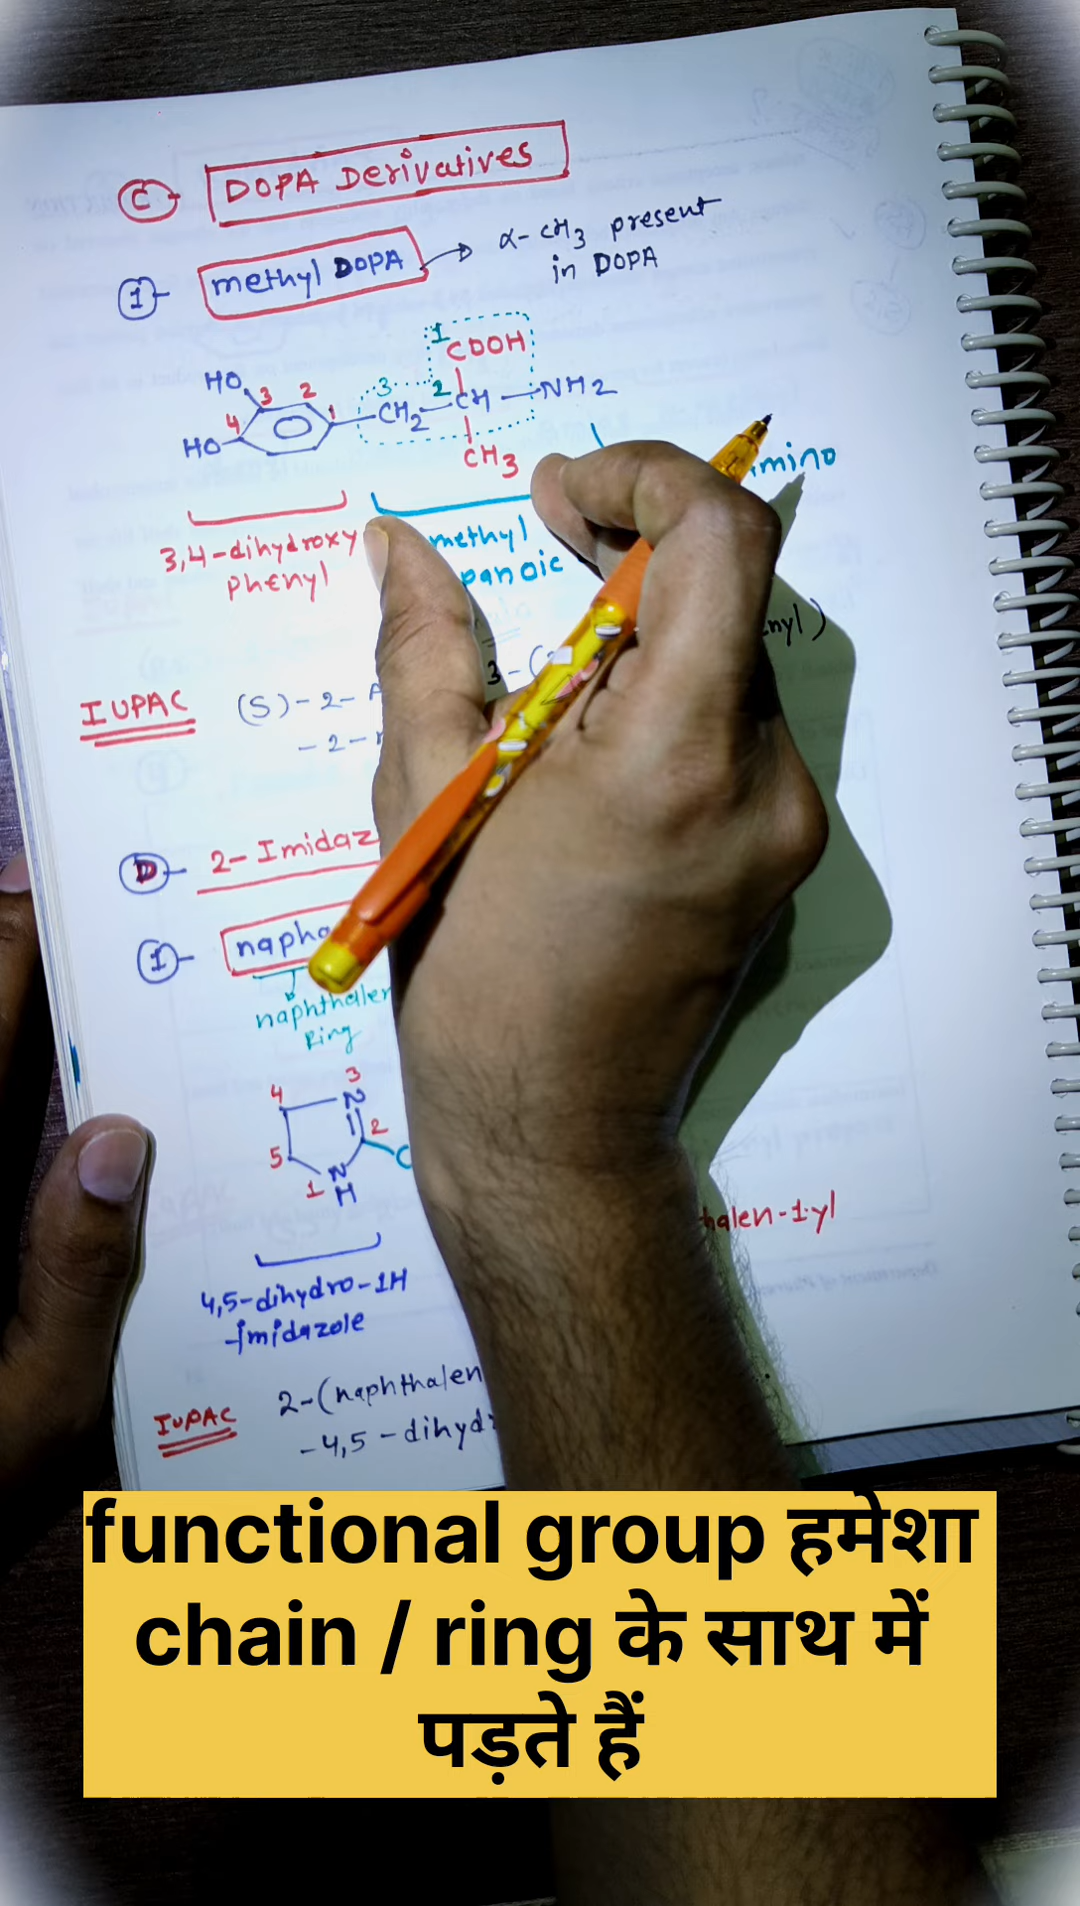 C DOPA Derivatives
1 methyl DOPA → α-CH3 present
in DOPA
1
COOH
HO 3 2 3 2
4 1 CH2 CH NH2
HO
CH3
mino
3,4-dihydroxy methyl
phenyl panoic
enyl)
IUPAC (S)-2-A 3-(
-2-
D 2-Imidaz
1 napha
naphthalen
Ring
4 3
N
2
5 N C
1 H
halen-1-yl
4,5-dihydro-1H
-imidazole
IUPAC 2-(naphthalen
-4,5-dihyd
functional group हमेशा
chain / ring के साथ में
पड़ते हैं